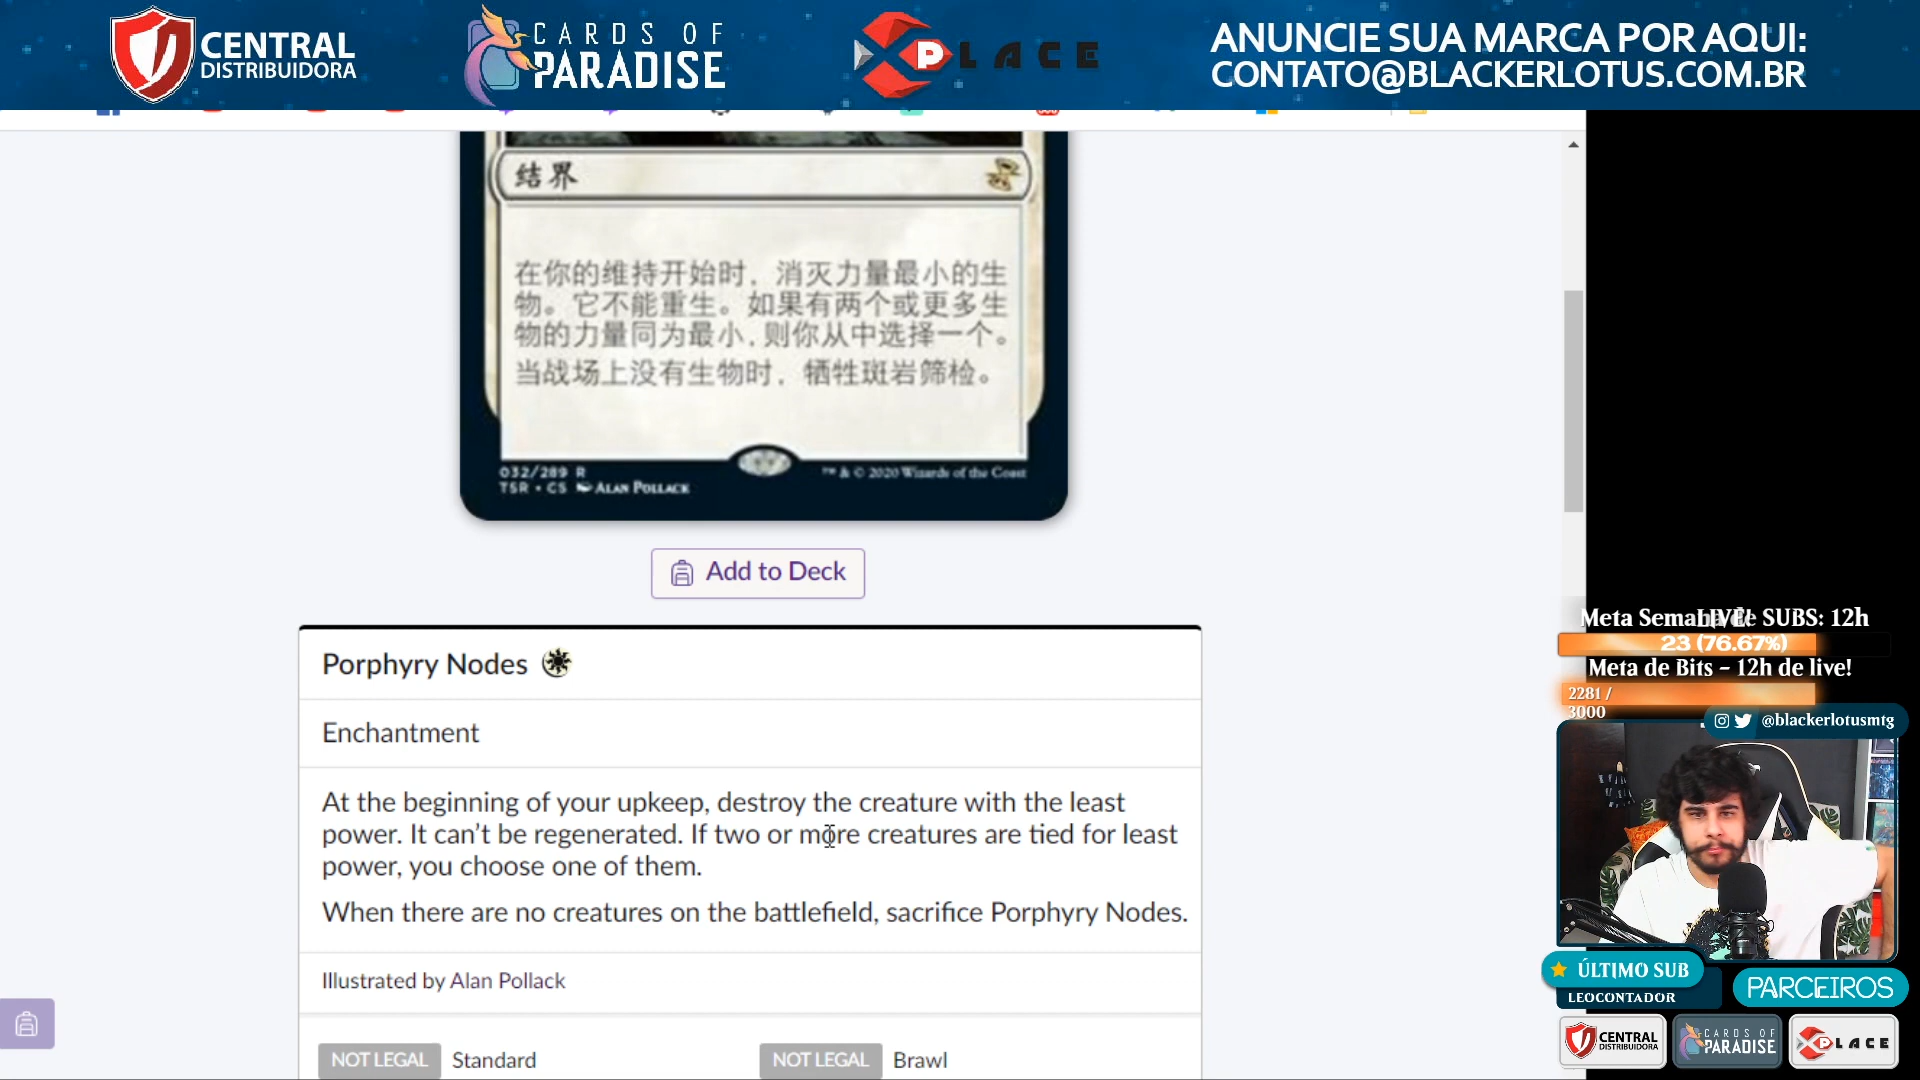 CENTRAL
DISTRIBUIDORA
CARDS OF
PARADISE
XPLACE
ANUNCIE SUA MARCA POR AQUI:
CONTATO@BLACKERLOTUS.COM.BR
结界
在你的维持开始时，消灭力量最小的生
物。它不能重生。如果有两个或更多生
物的力量同为最小，则你从中选择一个。
当战场上没有生物时，牺牲斑岩筛检。
032/289 R
TSR • CS ALAN POLLACK
™ & © 2020 Wizards of the Coast
Add to Deck
Porphyry Nodes
Enchantment
At the beginning of your upkeep, destroy the creature with the least
power. It can’t be regenerated. If two or more creatures are tied for least
power, you choose one of them.
When there are no creatures on the battlefield, sacrifice Porphyry Nodes.
Illustrated by Alan Pollack
NOT LEGAL Standard
NOT LEGAL Brawl
LIVE!
SUBS: 12h
23 (76.67%)
Meta de Bits – 12h de live!
2281 /
3000
@blackerlotusmtg
ÚLTIMO SUB
LEOCONTADOR
PARCEIROS
CENTRAL
DISTRIBUIDORA
CARDS OF
PARADISE
XPLACE